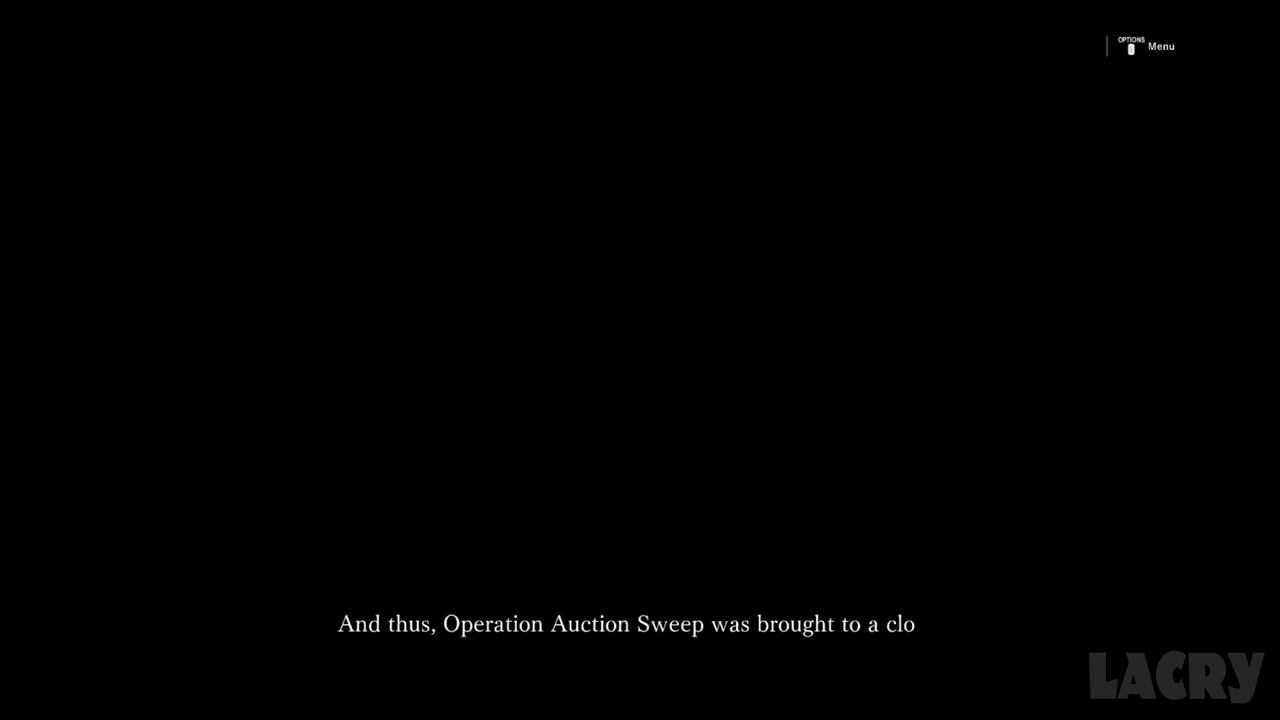 OPTIONS
Menu
And thus, Operation Auction Sweep was brought to a clo
LACRY